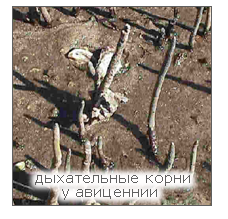 дыхательные корни
у авиценнии